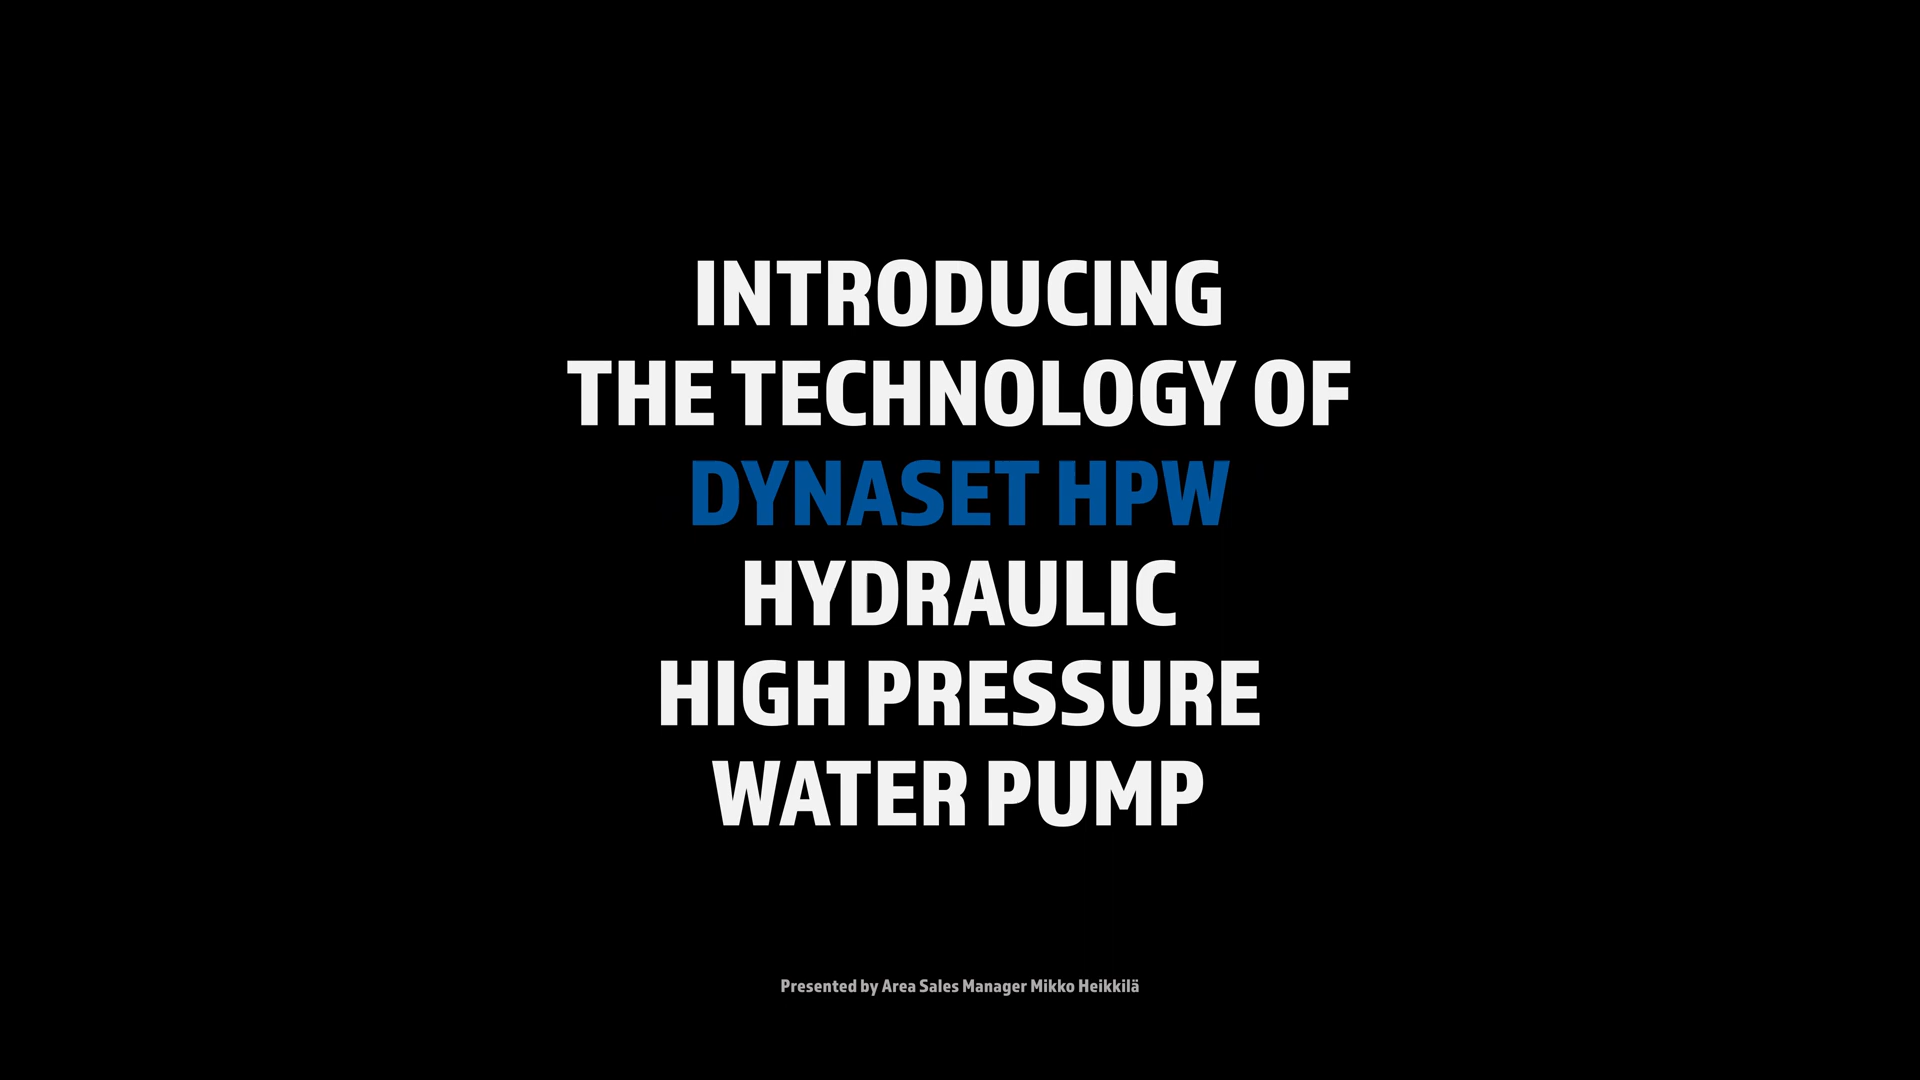 INTRODUCING
THE TECHNOLOGY OF
DYNASET HPW
HYDRAULIC
HIGH PRESSURE
WATER PUMP
Presented by Area Sales Manager Mikko Heikkilä